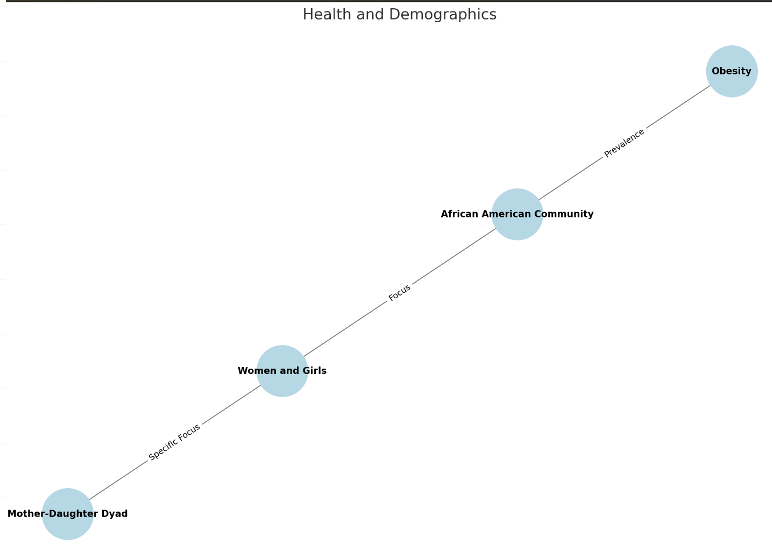 Health and Demographics
Obesity
Prevalence
African American Community
Focus
Women and Girls
Specific Focus
Mother-Daughter Dyad